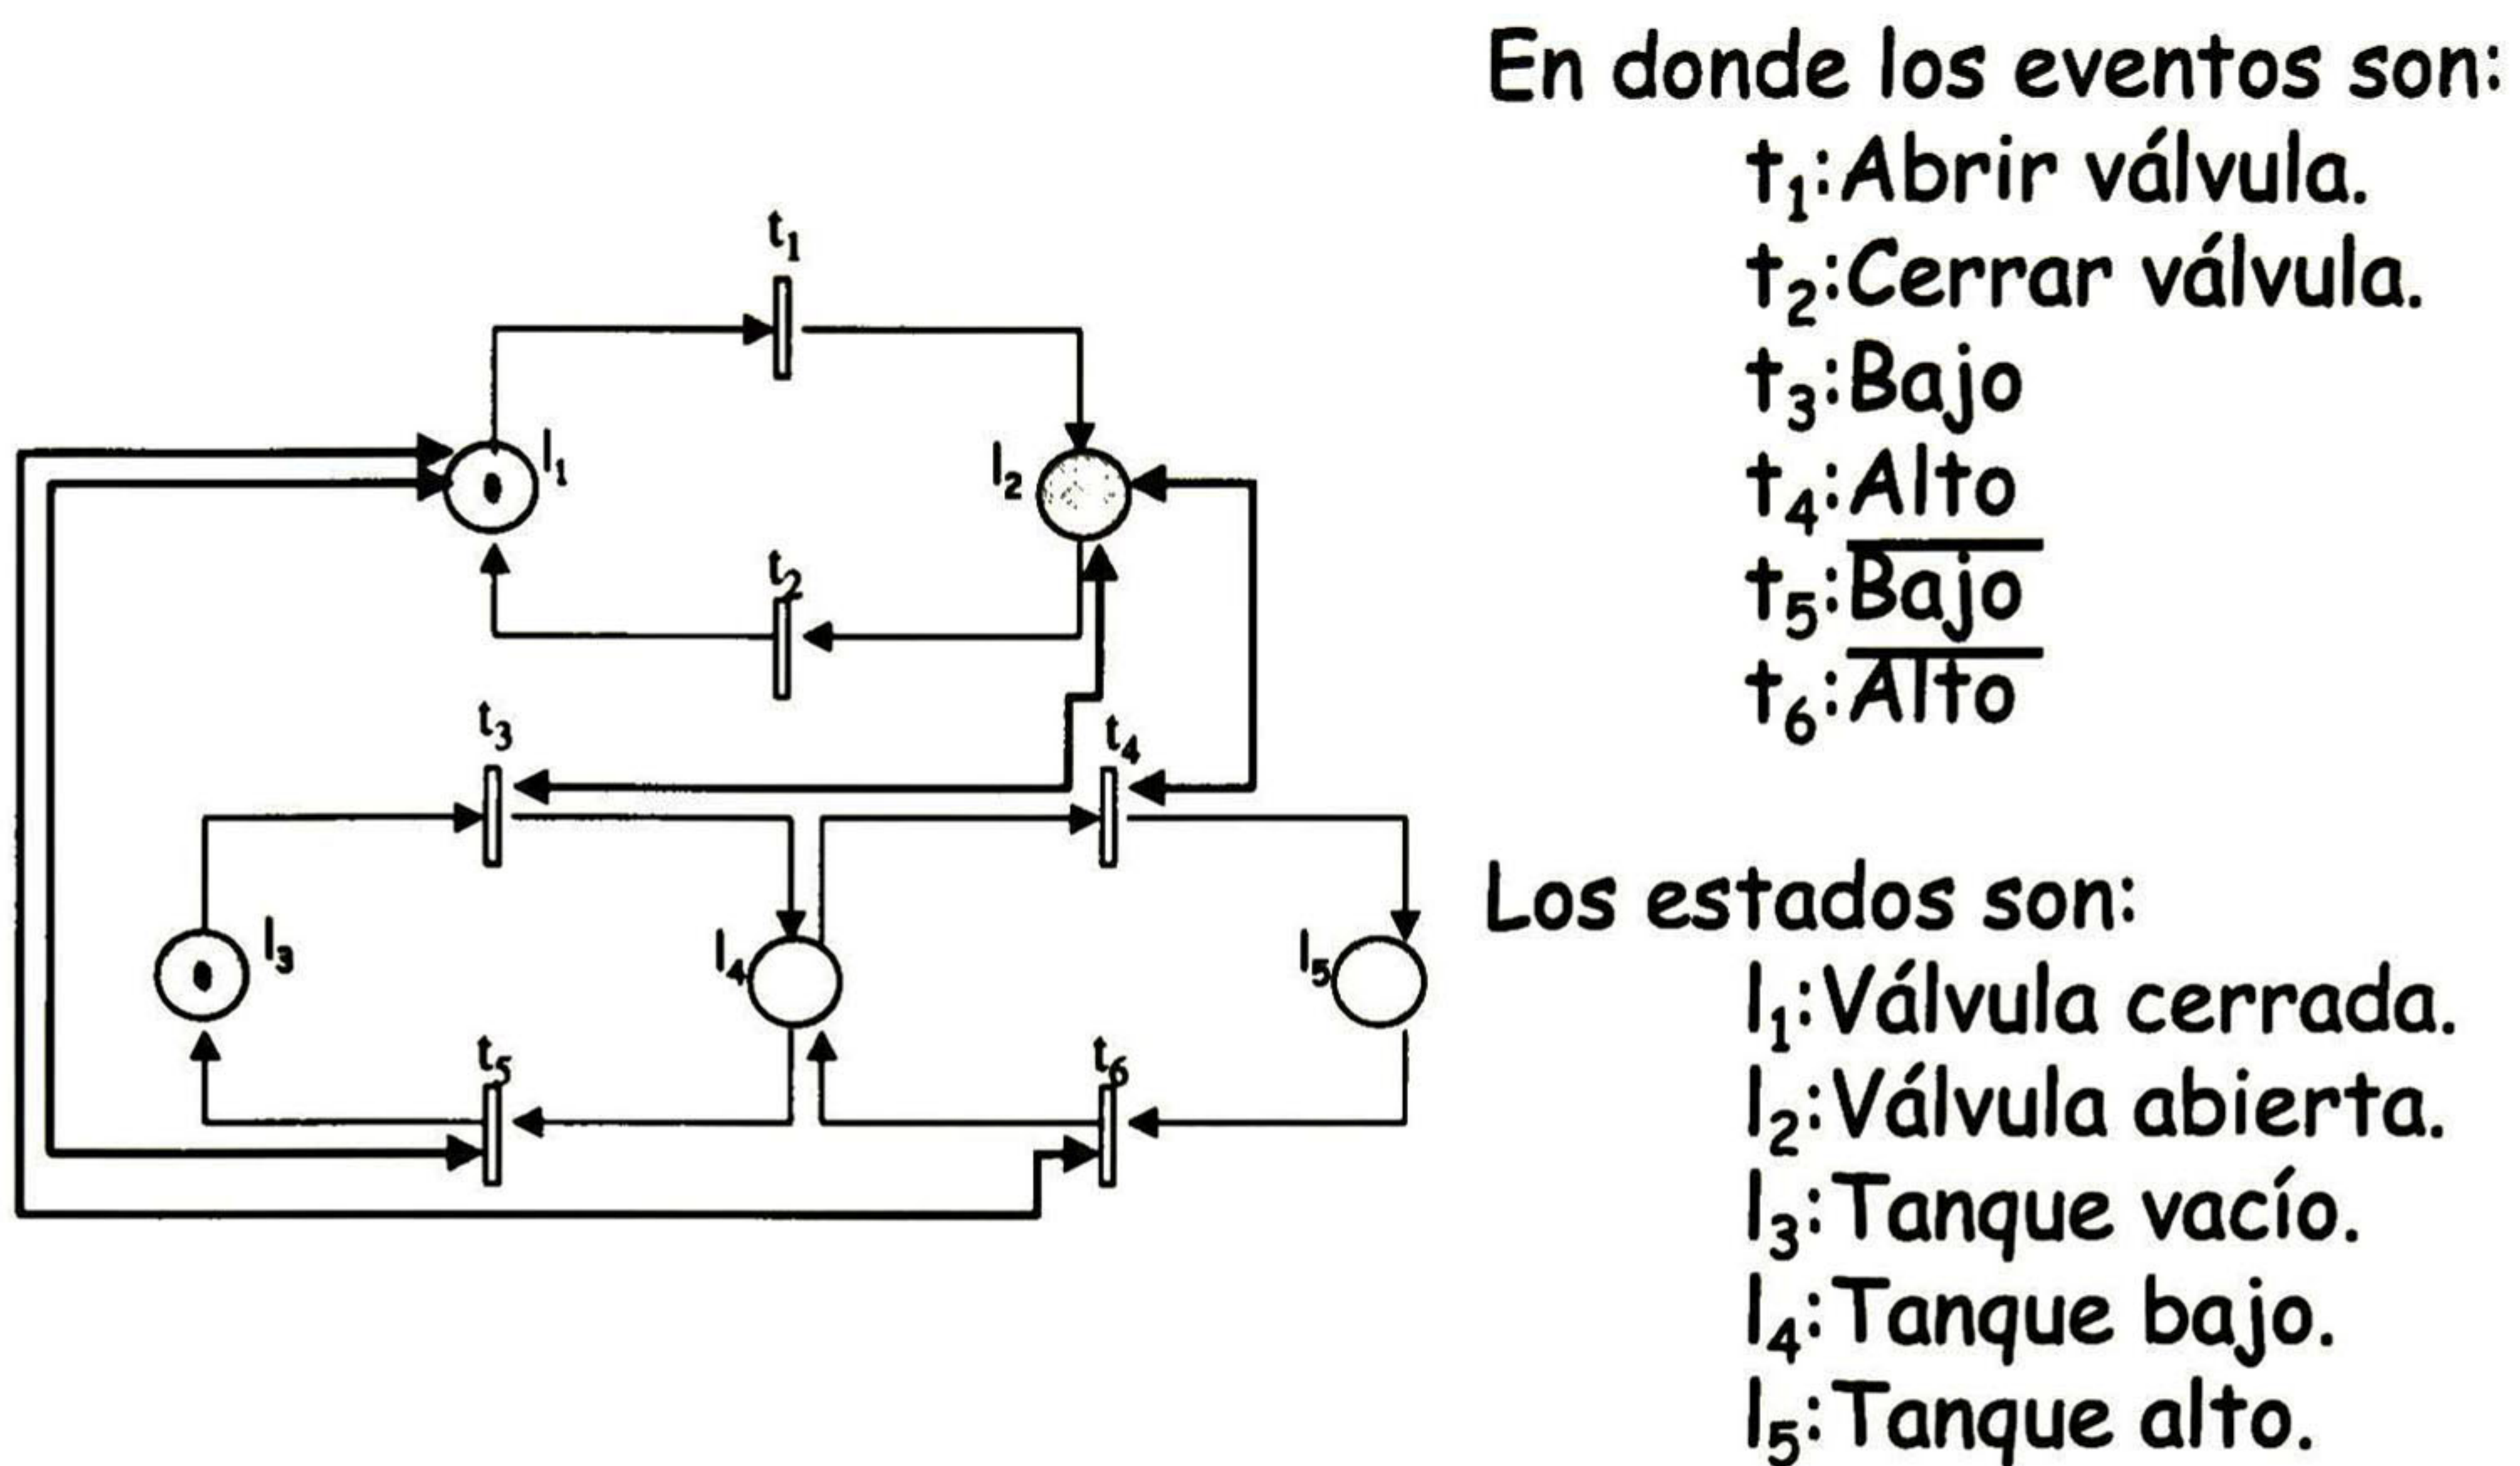 En donde los eventos son:
t₁:Abrir válvula.
t₂:Cerrar válvula.
t₃:Bajo
t₄:Alto
t₅:B̅a̅j̅o̅
t₆:A̅l̅t̅o̅
Los estados son:
l₁:Válvula cerrada.
l₂:Válvula abierta.
l₃:Tanque vacío.
l₄:Tanque bajo.
l₅:Tanque alto.
t₁
l₁
l₂
t₂
t₃
t₄
l₃
l₄
l₅
t₅
t₆